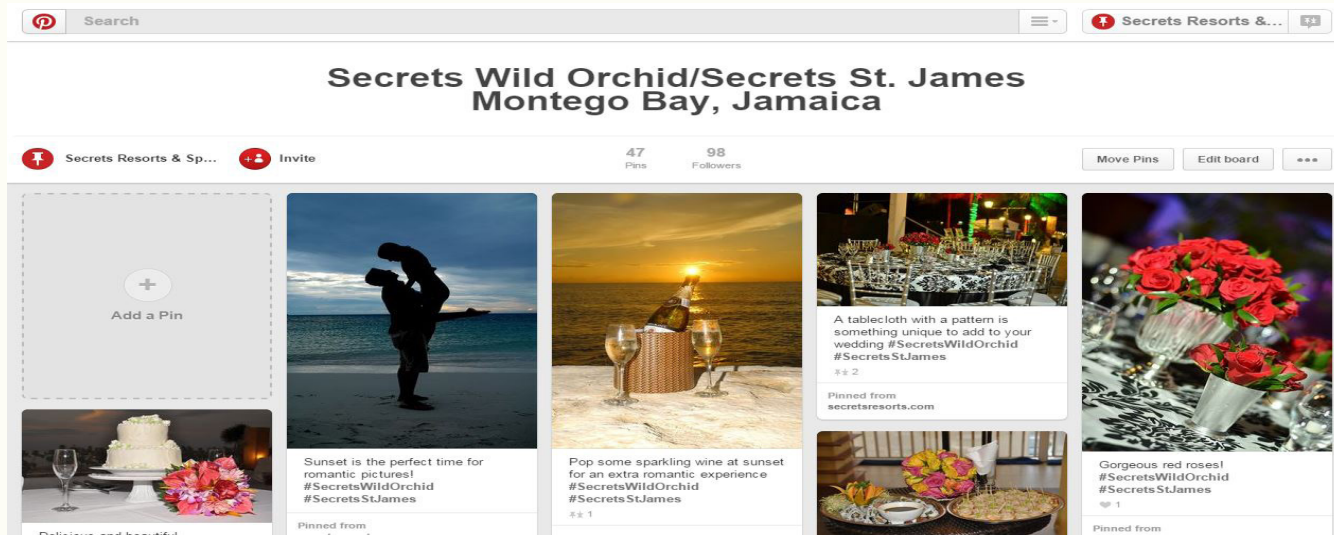 Search
Secrets Resorts &...
Secrets Wild Orchid/Secrets St. James
Montego Bay, Jamaica
Secrets Resorts & Sp...
Invite
47
Pins
98
Followers
Move Pins
Edit board
Add a Pin
Sunset is the perfect time for
romantic pictures!
#SecretsWildOrchid
#SecretsStJames
Pinned from
Pop some sparkling wine at sunset
for an extra romantic experience
#SecretsWildOrchid
#SecretsStJames
1
A tablecloth with a pattern is
something unique to add to your
wedding #SecretsWildOrchid
#SecretsStJames
2
Pinned from
secretsresorts.com
Gorgeous red roses!
#SecretsWildOrchid
#SecretsStJames
1
Pinned from
Delicious and beautiful